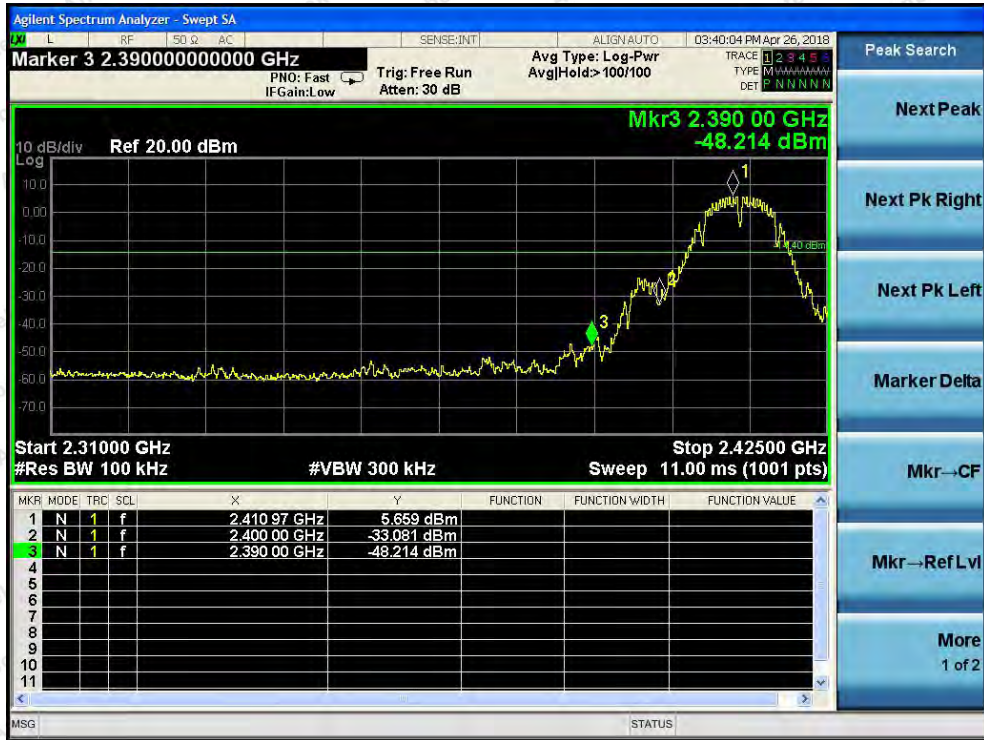 Agilent Spectrum Analyzer - Swept SA
LXI L RF 50 Ω AC SENSE:INT ALIGNAUTO 03:40:04 PM Apr 26, 2018
Marker 3 2.390000000000 GHz
PNO: Fast
IFGain:Low
Trig: Free Run
Atten: 30 dB
Avg Type: Log-Pwr
Avg|Hold:> 100/100
TRACE 1 2 3 4 5 6
TYPE M
DET P N N N N N
Mkr3 2.390 00 GHz
-48.214 dBm
10 dB/div Ref 20.00 dBm
Log
10.0
0.00
-10.0
-20.0
-30.0
-40.0
-50.0
-60.0
-70.0
1
2
3
Start 2.31000 GHz Stop 2.42500 GHz
#Res BW 100 kHz #VBW 300 kHz Sweep 11.00 ms (1001 pts)
MKR MODE TRC SCL X Y FUNCTION FUNCTION WIDTH FUNCTION VALUE
1 N 1 f 2.410 97 GHz 5.659 dBm
2 N 1 f 2.400 00 GHz -33.081 dBm
3 N 1 f 2.390 00 GHz -48.214 dBm
4
5
6
7
8
9
10
11
MSG STATUS
Peak Search
Next Peak
Next Pk Right
Next Pk Left
Marker Delta
Mkr→CF
Mkr→Ref Lvl
More
1 of 2